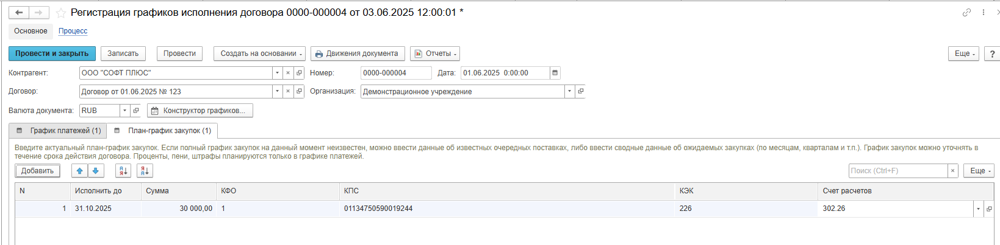 Регистрация графиков исполнения договора 0000-000004 от 03.06.2025 12:00:01 *
Основное Процесс
Провести и закрыть Записать Провести Создать на основании Движения документа Отчеты Еще ?
Контрагент: ООО "СОФТ ПЛЮС" Номер: 0000-000004 Дата: 01.06.2025 0:00:00
Договор: Договор от 01.06.2025 № 123 Организация: Демонстрационное учреждение
Валюта документа: RUB Конструктор графиков...
График платежей (1) План-график закупок (1)
Введите актуальный план-график закупок. Если полный график закупок на данный момент неизвестен, можно ввести данные об известных очередных поставках, либо ввести сводные данные об ожидаемых закупках (по месяцам, кварталам и т.п.). График закупок можно уточнять в
течение срока действия договора. Проценты, пени, штрафы планируются только в графике платежей.
Добавить Поиск (Ctrl+F) Еще
N Исполнить до Сумма КФО КПС КЭК Счет расчетов
1 31.10.2025 30 000,00 1 01134750590019244 226 302.26